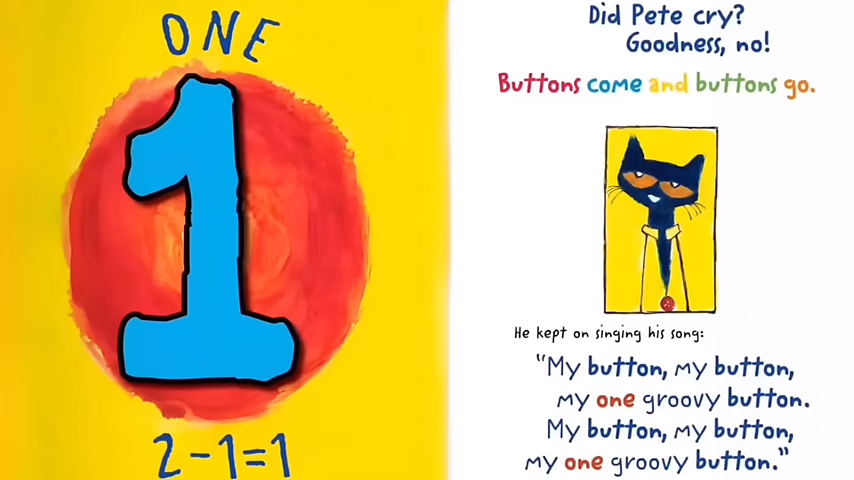 ONE
1
2-1=1
Did Pete cry?
Goodness, no!
Buttons come and buttons go.
He kept on singing his song:
"My button, my button,
my one groovy button.
My button, my button,
my one groovy button."